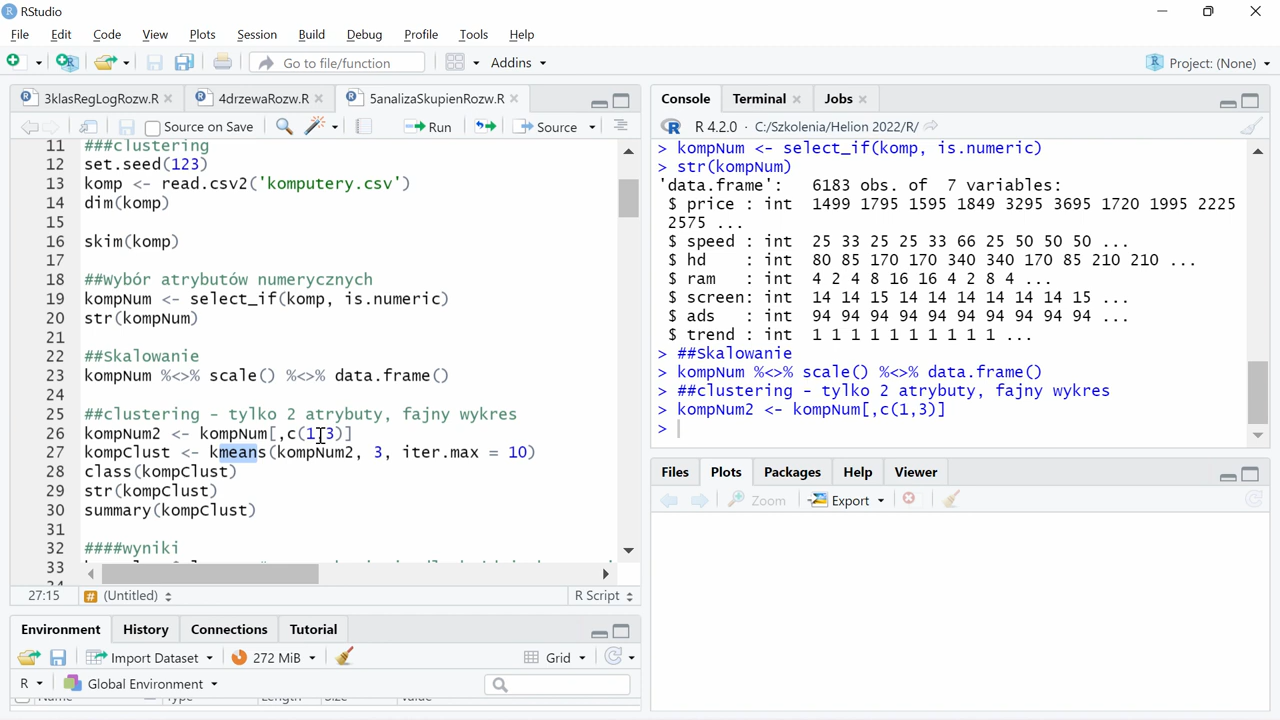 RStudio
File Edit Code View Plots Session Build Debug Profile Tools Help
Go to file/function Addins Project: (None)
3klasRegLogRozw.R 4drzewaRozw.R 5analizaSkupienRozw.R
Source on Save Run Source
11 ###clustering
12 set.seed(123)
13 komp <- read.csv2('komputery.csv')
14 dim(komp)
15
16 skim(komp)
17
18 ##wybór atrybutów numerycznych
19 kompNum <- select_if(komp, is.numeric)
20 str(kompNum)
21
22 ##Skalowanie
23 kompNum %<>% scale() %<>% data.frame()
24
25 ##clustering - tylko 2 atrybuty, fajny wykres
26 kompNum2 <- kompNum[,c(1,3)]
27 kompClust <- kmeans(kompNum2, 3, iter.max = 10)
28 class(kompClust)
29 str(kompClust)
30 summary(kompClust)
31
32 ####wyniki
33
27:15 (Untitled) R Script
Environment History Connections Tutorial
Import Dataset 272 MiB Grid
R Global Environment
Console Terminal Jobs
R 4.2.0 · C:/Szkolenia/Helion 2022/R/
> kompNum <- select_if(komp, is.numeric)
> str(kompNum)
'data.frame': 6183 obs. of 7 variables:
$ price : int 1499 1795 1595 1849 3295 3695 1720 1995 2225
2575 ...
$ speed : int 25 33 25 25 33 66 25 50 50 50 ...
$ hd : int 80 85 170 170 340 340 170 85 210 210 ...
$ ram : int 4 2 4 8 16 16 4 2 8 4 ...
$ screen: int 14 14 15 14 14 14 14 14 14 15 ...
$ ads : int 94 94 94 94 94 94 94 94 94 94 ...
$ trend : int 1 1 1 1 1 1 1 1 1 1 ...
> ##Skalowanie
> kompNum %<>% scale() %<>% data.frame()
> ##clustering - tylko 2 atrybuty, fajny wykres
> kompNum2 <- kompNum[,c(1,3)]
>
Files Plots Packages Help Viewer
Zoom Export